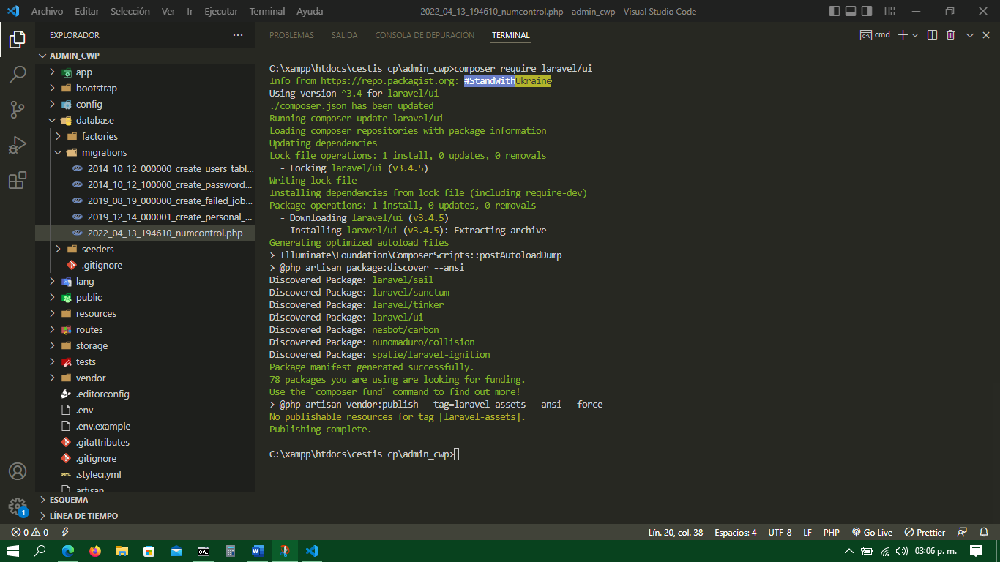 Archivo Editar Selección Ver Ir Ejecutar Terminal Ayuda
2022_04_13_194610_numcontrol.php - admin_cwp - Visual Studio Code
EXPLORADOR
ADMIN_CWP
app
bootstrap
config
database
factories
migrations
2014_10_12_000000_create_users_tabl...
2014_10_12_100000_create_password...
2019_08_19_000000_create_failed_job...
2019_12_14_000001_create_personal_...
2022_04_13_194610_numcontrol.php
seeders
.gitignore
lang
public
resources
routes
storage
tests
vendor
.editorconfig
.env
.env.example
.gitattributes
.gitignore
.styleci.yml
artisan
ESQUEMA
LÍNEA DE TIEMPO
PROBLEMAS SALIDA CONSOLA DE DEPURACIÓN TERMINAL
cmd
C:\xampp\htdocs\cestis cp\admin_cwp>composer require laravel/ui
Info from https://repo.packagist.org: #StandWithUkraine
Using version ^3.4 for laravel/ui
./composer.json has been updated
Running composer update laravel/ui
Loading composer repositories with package information
Updating dependencies
Lock file operations: 1 install, 0 updates, 0 removals
- Locking laravel/ui (v3.4.5)
Writing lock file
Installing dependencies from lock file (including require-dev)
Package operations: 1 install, 0 updates, 0 removals
- Downloading laravel/ui (v3.4.5)
- Installing laravel/ui (v3.4.5): Extracting archive
Generating optimized autoload files
> Illuminate\Foundation\ComposerScripts::postAutoloadDump
> @php artisan package:discover --ansi
Discovered Package: laravel/sail
Discovered Package: laravel/sanctum
Discovered Package: laravel/tinker
Discovered Package: laravel/ui
Discovered Package: nesbot/carbon
Discovered Package: nunomaduro/collision
Discovered Package: spatie/laravel-ignition
Package manifest generated successfully.
78 packages you are using are looking for funding.
Use the `composer fund` command to find out more!
> @php artisan vendor:publish --tag=laravel-assets --ansi --force
No publishable resources for tag [laravel-assets].
Publishing complete.
C:\xampp\htdocs\cestis cp\admin_cwp>
1
0 0
Lín. 20, col. 38 Espacios: 4 UTF-8 LF PHP Go Live Prettier
03:06 p. m.